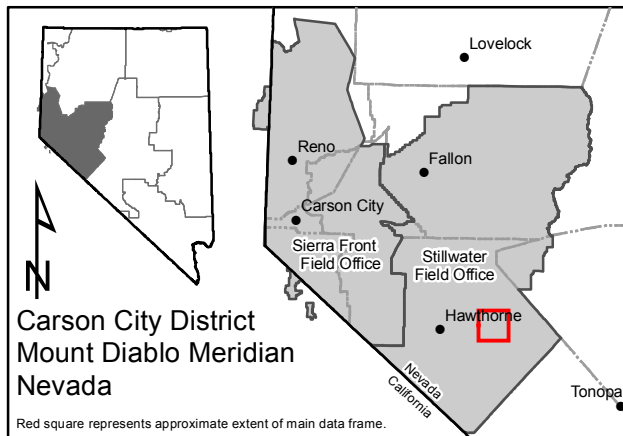 Lovelock
Reno
Fallon
Carson City
Sierra Front
Field Office
Stillwater
Field Office
Hawthorne
Nevada
California
Tonopa
N
Carson City District
Mount Diablo Meridian
Nevada
Red square represents approximate extent of main data frame.